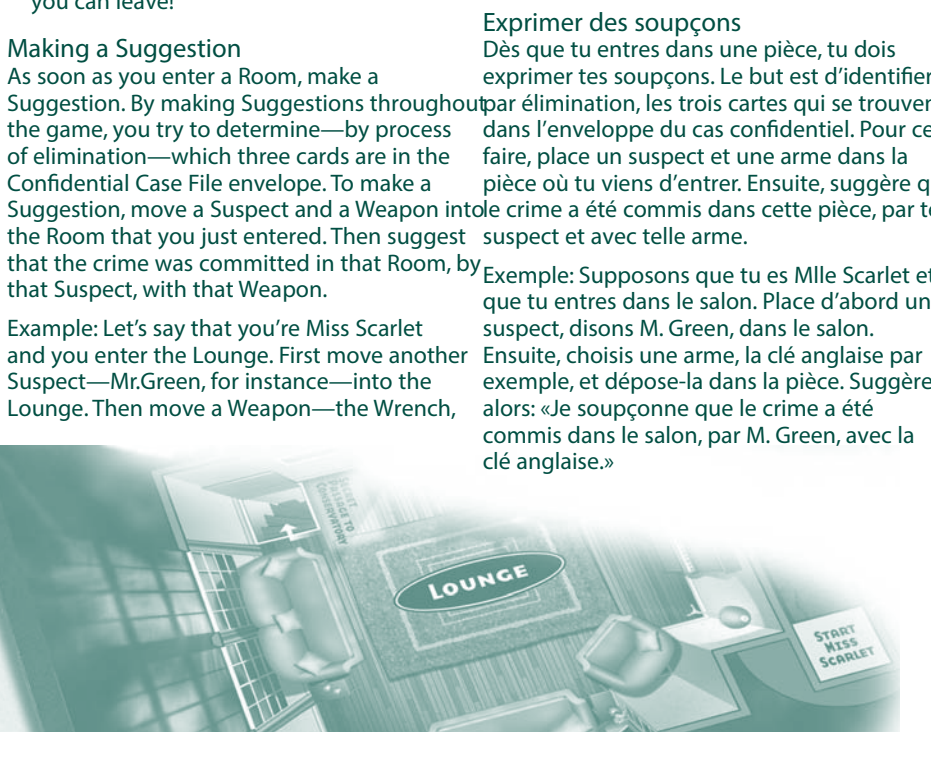 you can leave!
Making a Suggestion
As soon as you enter a Room, make a
Suggestion. By making Suggestions throughout
the game, you try to determine—by process
of elimination—which three cards are in the
Confidential Case File envelope. To make a
Suggestion, move a Suspect and a Weapon into
the Room that you just entered. Then suggest
that the crime was committed in that Room, by
that Suspect, with that Weapon.
Example: Let's say that you're Miss Scarlet
and you enter the Lounge. First move another
Suspect—Mr.Green, for instance—into the
Lounge. Then move a Weapon—the Wrench,
Exprimer des soupçons
Dès que tu entres dans une pièce, tu dois
exprimer tes soupçons. Le but est d'identifier
par élimination, les trois cartes qui se trouver
dans l'enveloppe du cas confidentiel. Pour ce
faire, place un suspect et une arme dans la
pièce où tu viens d'entrer. Ensuite, suggère q
le crime a été commis dans cette pièce, par te
suspect et avec telle arme.
Exemple: Supposons que tu es Mlle Scarlet et
que tu entres dans le salon. Place d'abord un
suspect, disons M. Green, dans le salon.
Ensuite, choisis une arme, la clé anglaise par
exemple, et dépose-la dans la pièce. Suggère
alors: «Je soupçonne que le crime a été
commis dans le salon, par M. Green, avec la
clé anglaise.»
SECRET
PASSAGE TO
CONSERVATORY
LOUNGE
START
MISS
SCARLET